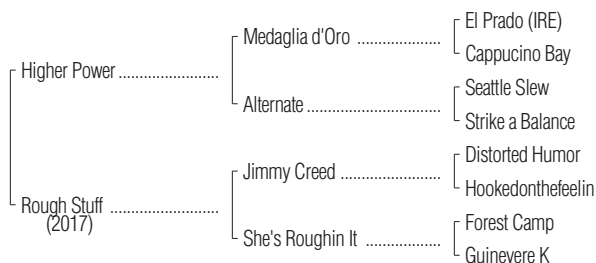 El Prado (IRE)
Medaglia d'Oro ....................
Cappucino Bay
Higher Power ........................
Seattle Slew
Alternate ................................
Strike a Balance
Distorted Humor
Jimmy Creed ........................
Hookedonthefeelin
Rough Stuff ..........................
(2017)
Forest Camp
She's Roughin It ..................
Guinevere K